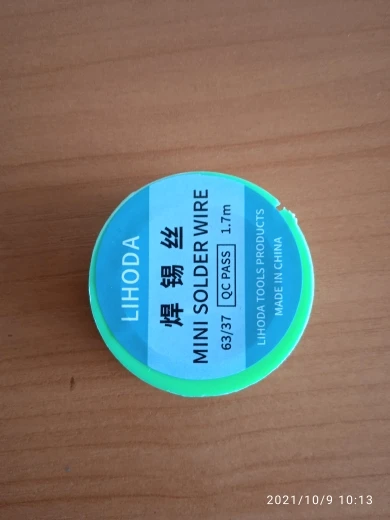 LIHODA
焊锡丝
MINI SOLDER WIRE
63/37 QC PASS 1.7m
LIHODA TOOLS PRODUCTS
MADE IN CHINA
2021/10/9 10:13